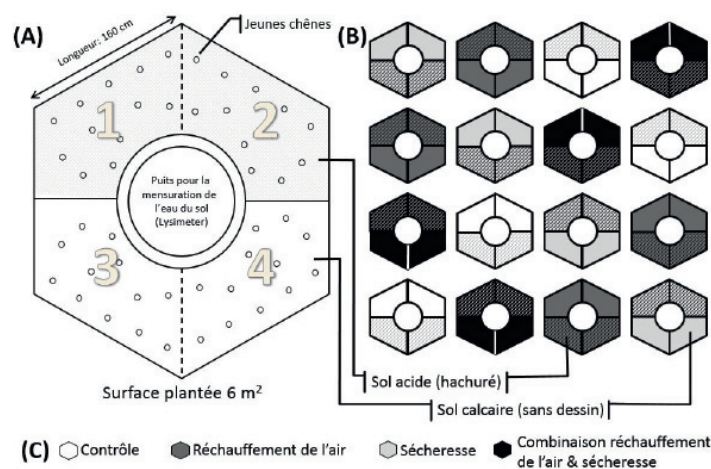 (A)
Longueur: 160 cm
Jeunes chênes
(B)
1
2
Puits pour la
mensuration de
l'eau du sol
(Lysimeter)
3
4
Surface plantée 6 m²
Sol acide (hachuré)
Sol calcaire (sans dessin)
(C) Contrôle Réchauffement de l'air Sécheresse Combinaison réchauffement
de l'air & sécheresse